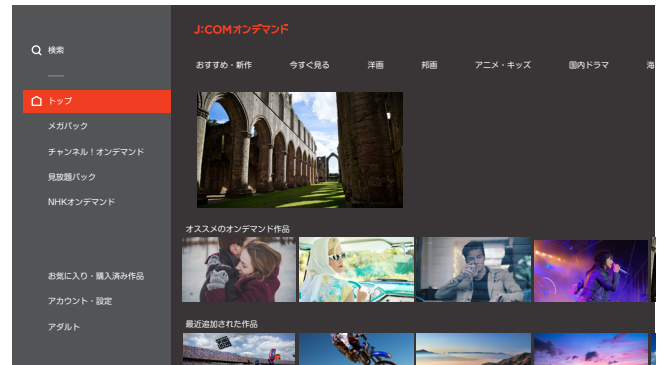 検索
トップ
メガパック
チャンネル！オンデマンド
見放題パック
NHKオンデマンド
お気に入り・購入済み作品
アカウント・設定
アダルト
J:COMオンデマンド
おすすめ・新作 今すぐ見る 洋画 邦画 アニメ・キッズ 国内ドラマ 海
オススメのオンデマンド作品
最近追加された作品